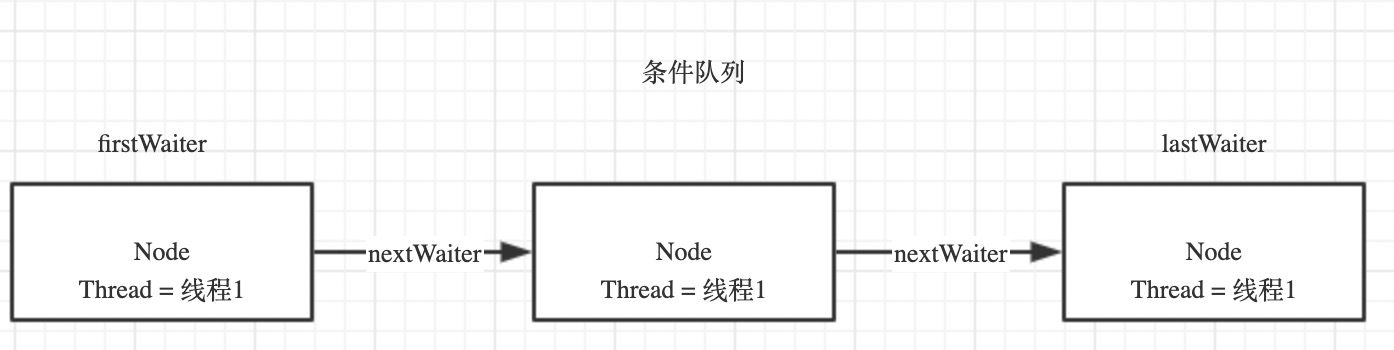 条件队列
firstWaiter
lastWaiter
Node
Thread = 线程1
nextWaiter
Node
Thread = 线程1
nextWaiter
Node
Thread = 线程1